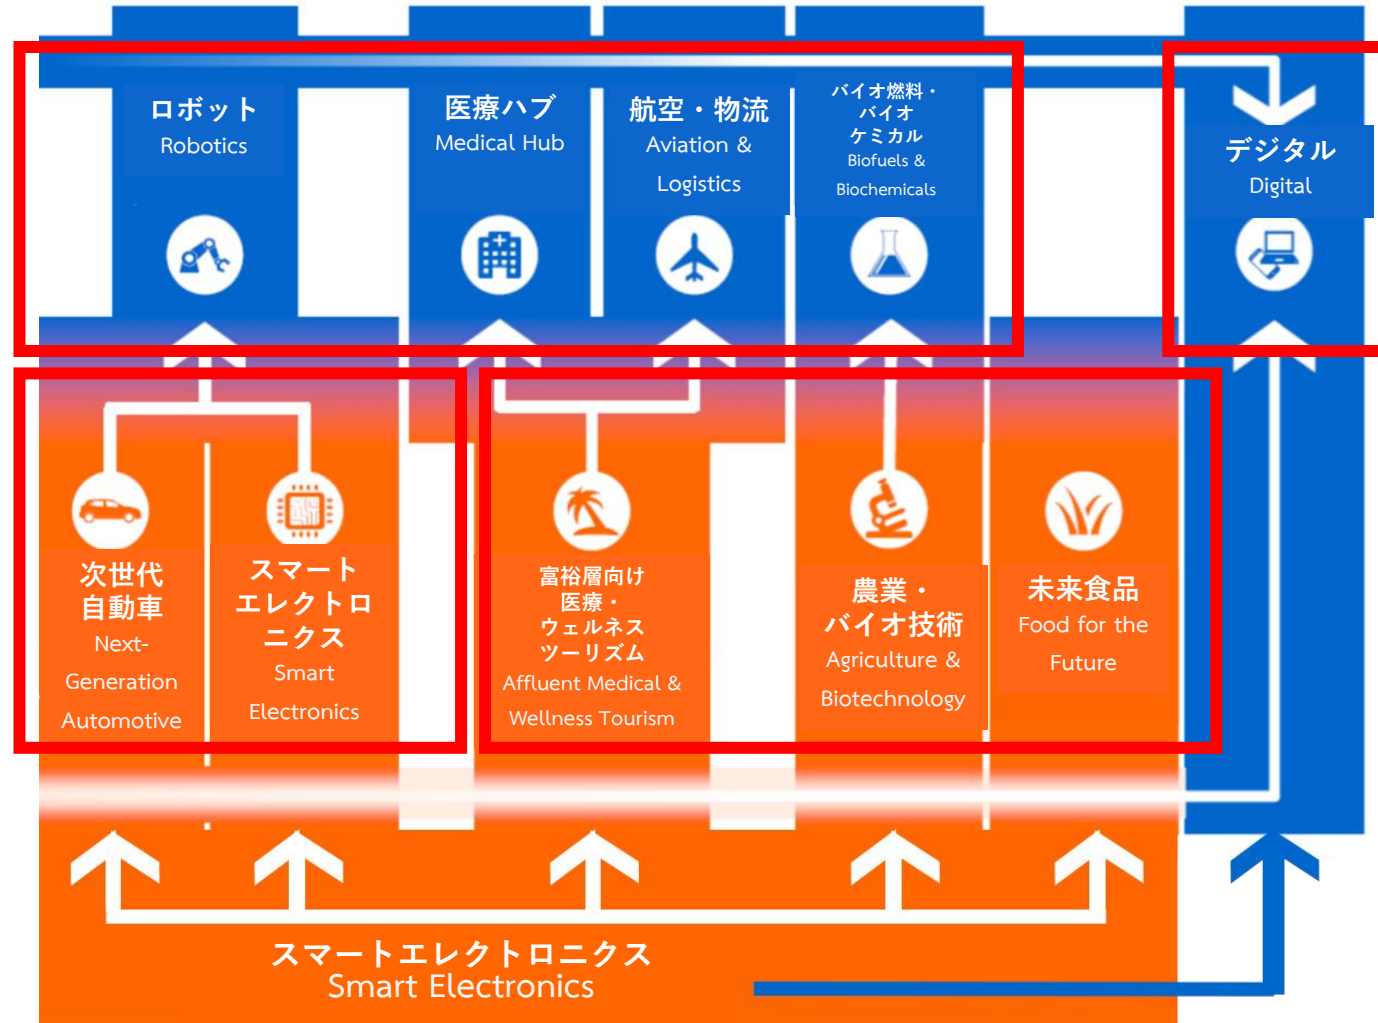 ロボット
Robotics
医療ハブ
Medical Hub
航空・物流
Aviation &
Logistics
バイオ燃料・
バイオ
ケミカル
Biofuels &
Biochemicals
デジタル
Digital
次世代
自動車
Next-
Generation
Automotive
スマート
エレクトロ
ニクス
Smart
Electronics
富裕層向け
医療・
ウェルネス
ツーリズム
Affluent Medical &
Wellness Tourism
農業・
バイオ技術
Agriculture &
Biotechnology
未来食品
Food for the
Future
スマートエレクトロニクス
Smart Electronics